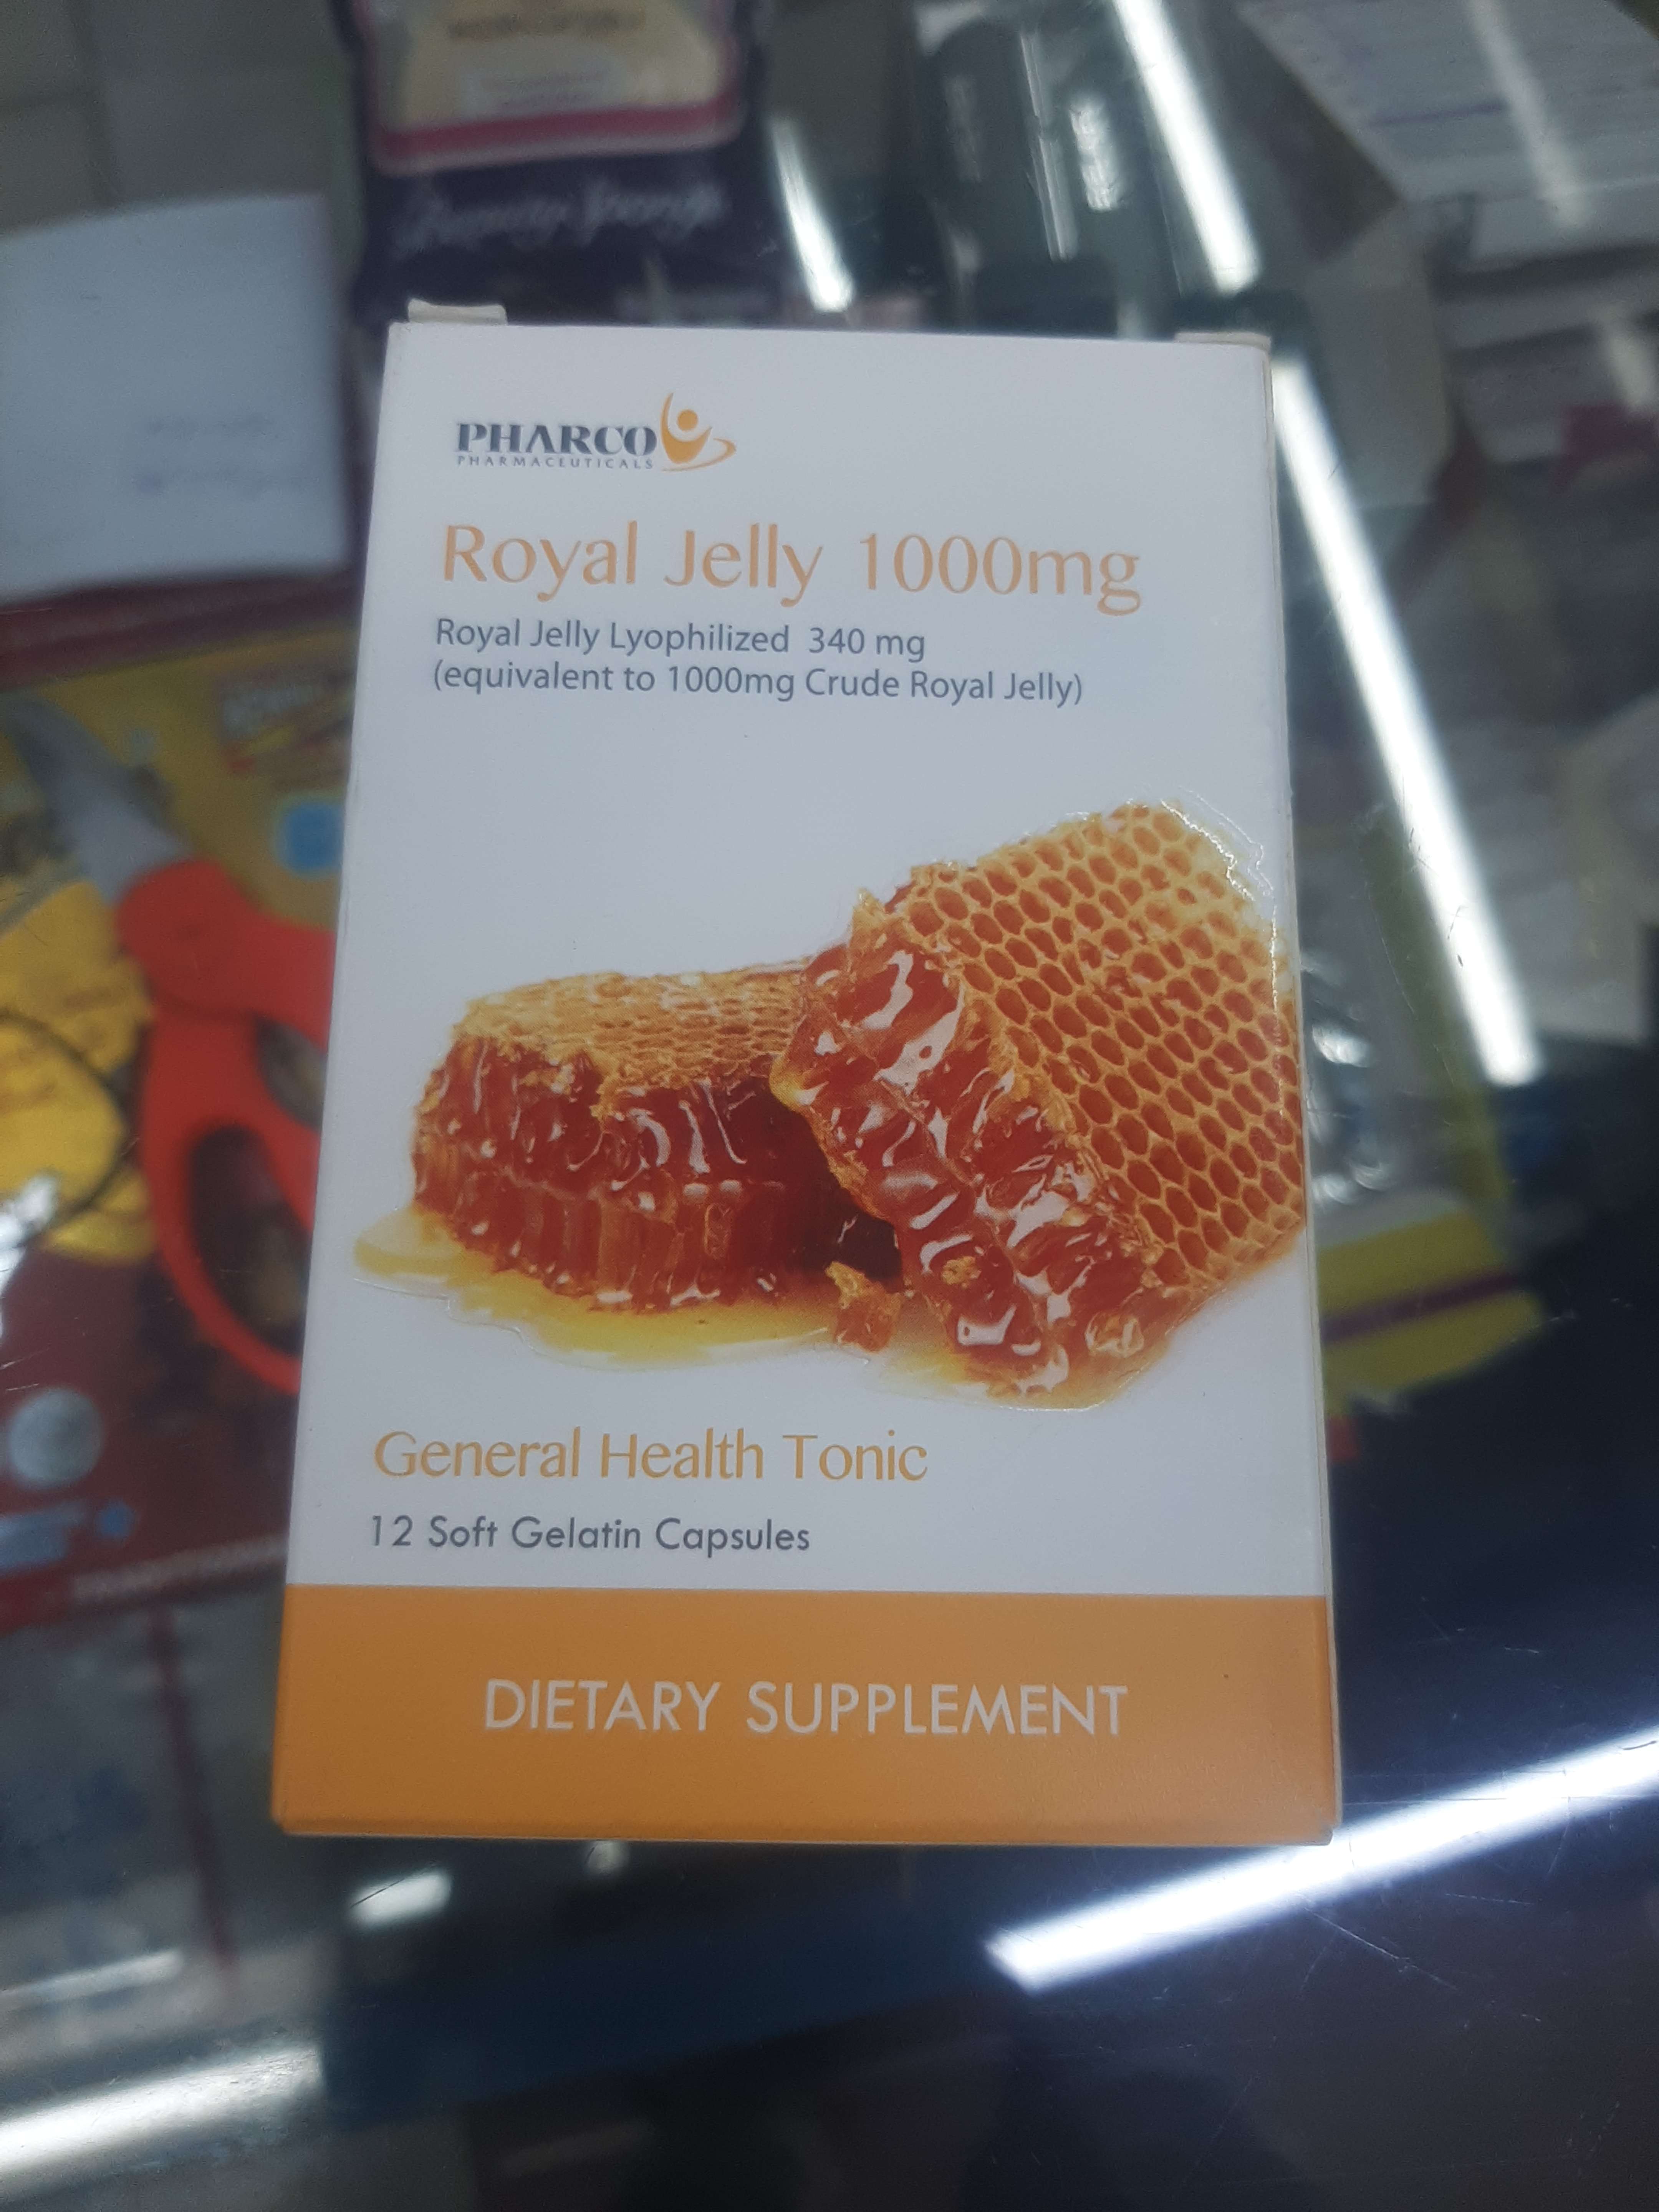 PHARCO
PHARMACEUTICALS
Royal Jelly 1000mg
Royal Jelly Lyophilized 340 mg
(equivalent to 1000mg Crude Royal Jelly)
General Health Tonic
12 Soft Gelatin Capsules
DIETARY SUPPLEMENT